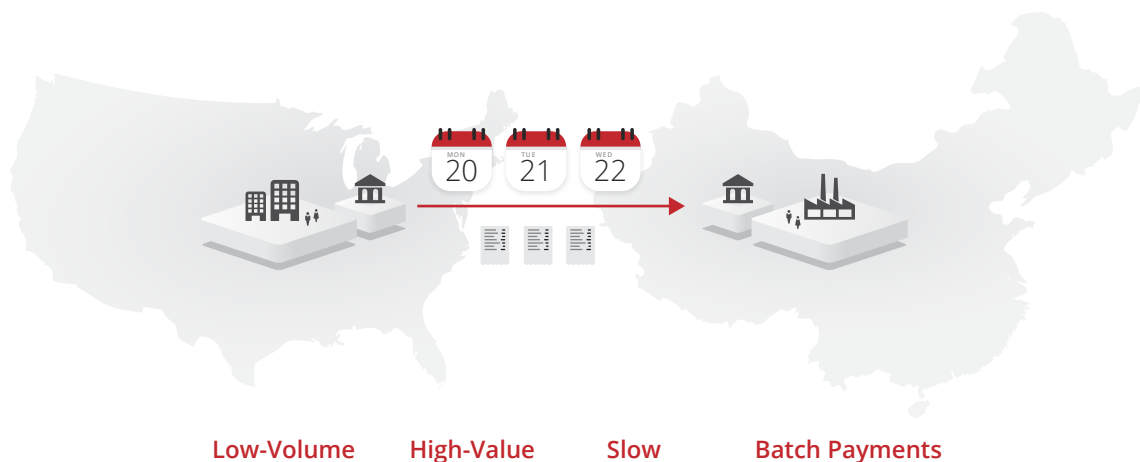 MON
20
TUE
21
WED
22
Low-Volume
High-Value
Slow
Batch Payments